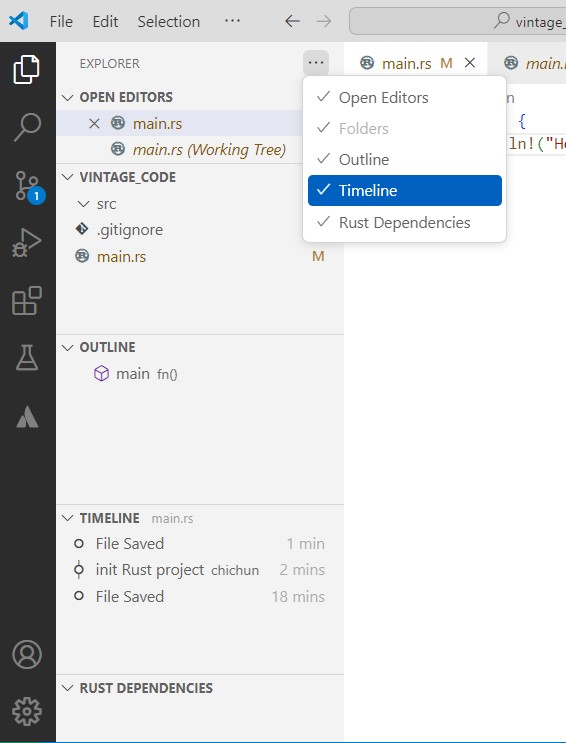 File Edit Selection ··· vintage_
EXPLORER ···
main.rs M
main.r
OPEN EDITORS
main.rs
main.rs (Working Tree)
VINTAGE_CODE
src
.gitignore
main.rs M
Open Editors
Folders
Outline
Timeline
Rust Dependencies
n
{
ln!("He
1
OUTLINE
main fn()
TIMELINE main.rs
File Saved 1 min
init Rust project chichun 2 mins
File Saved 18 mins
RUST DEPENDENCIES